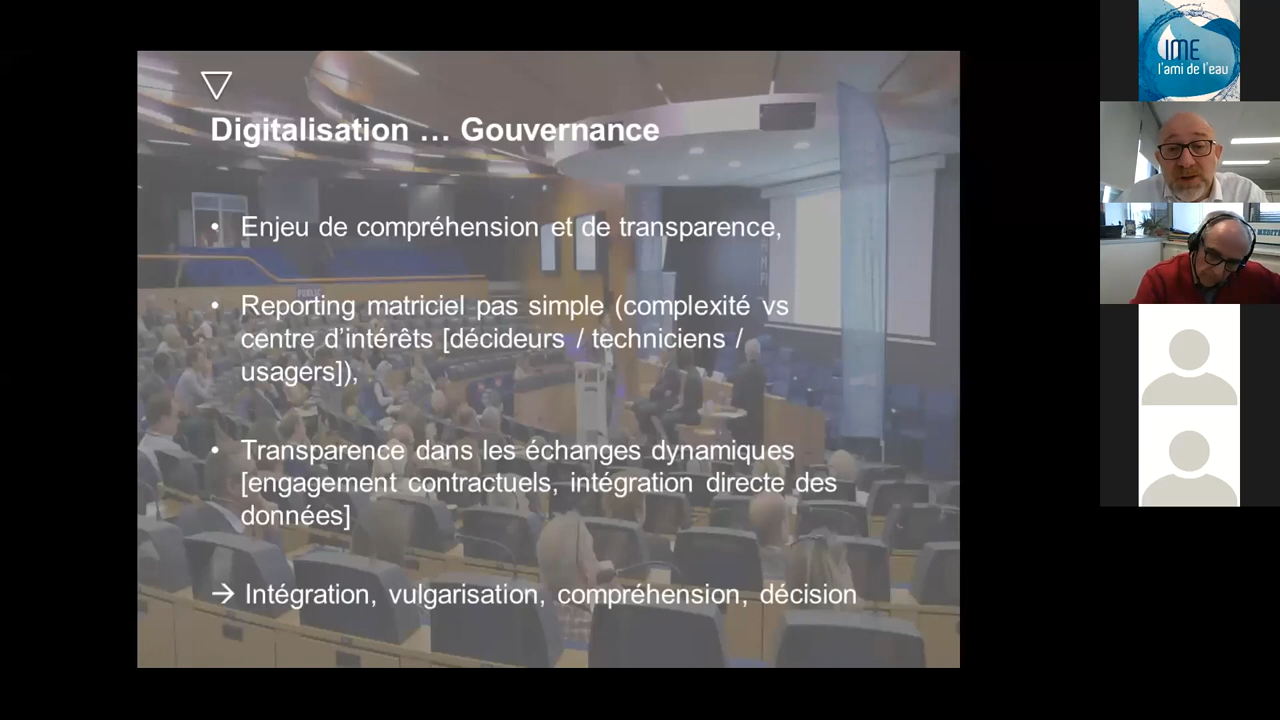 Digitalisation … Gouvernance
• Enjeu de compréhension et de transparence,
• Reporting matriciel pas simple (complexité vs
centre d’intérêts [décideurs / techniciens /
usagers]),
• Transparence dans les échanges dynamiques
[engagement contractuels, intégration directe des
données]
→ Intégration, vulgarisation, compréhension, décision
PUBLIC
IME
l'ami de l'eau